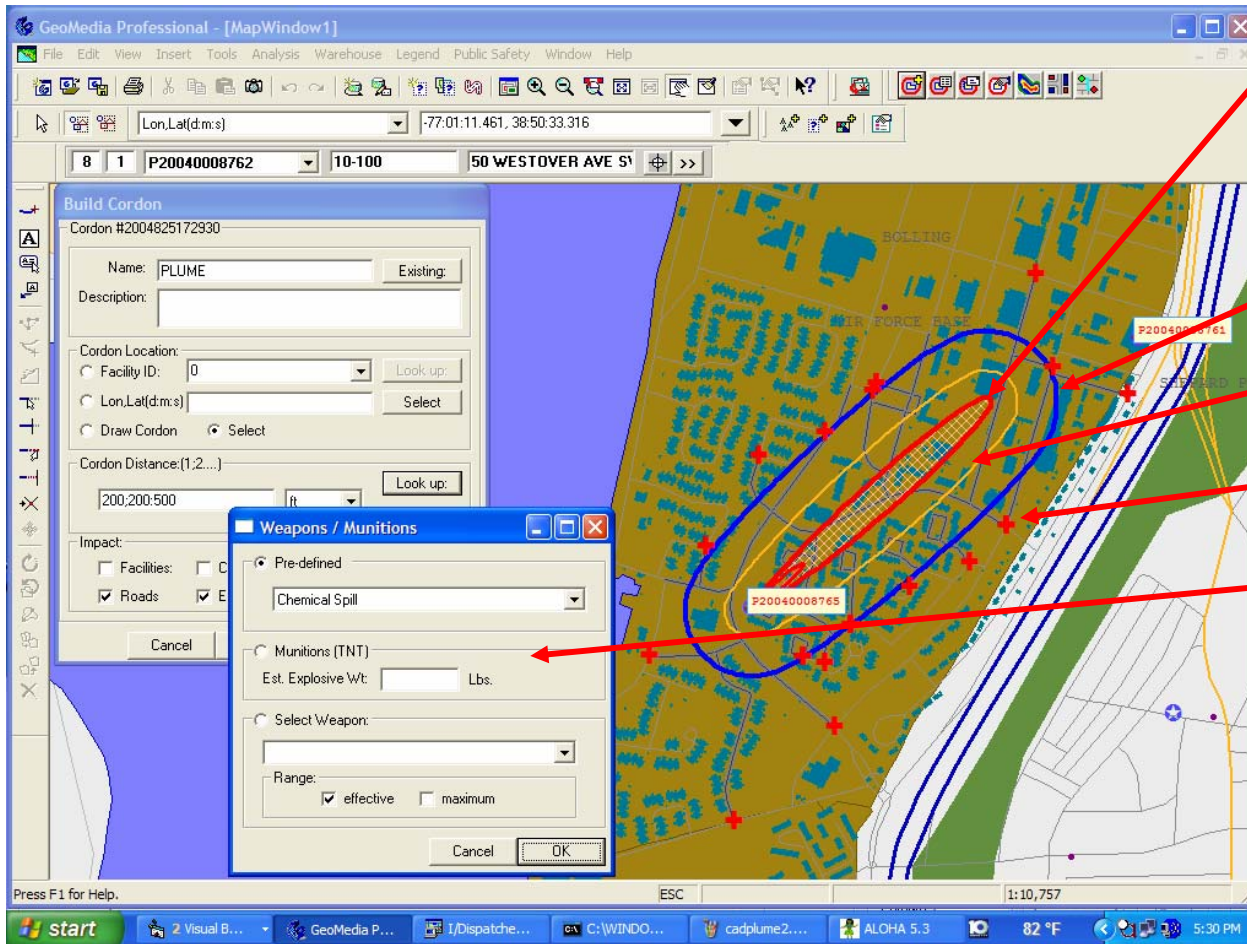 GeoMedia Professional - [MapWindow1]
File Edit View Insert Tools Analysis Warehouse Legend Public Safety Window Help
Lon,Lat(d:m:s) -77:01:11.461, 38:50:33.316
8 1 P20040008762 10-100 50 WESTOVER AVE S
Build Cordon
Cordon #2004825172930
Name: PLUME Existing:
Description:
Cordon Location:
Facility ID: 0 Look up:
Lon,Lat(d:m:s) Select
Draw Cordon Select
Cordon Distance:(1;2....)
200;200:500 ft Look up:
Impact:
Facilities: C
Roads E
Cancel
Weapons / Munitions
Pre-defined
Chemical Spill
Munitions (TNT)
Est. Explosive Wt: Lbs.
Select Weapon:
Range:
effective maximum
Cancel OK
BOLLING
AIR FORCE BASE
P20040008761
SHEPARD P
P20040008765
Press F1 for Help. ESC 1:10,757
start 2 Visual B... GeoMedia P... I/Dispatche... C:\WINDO... cadplume2.... ALOHA 5.3 82 °F 5:30 PM